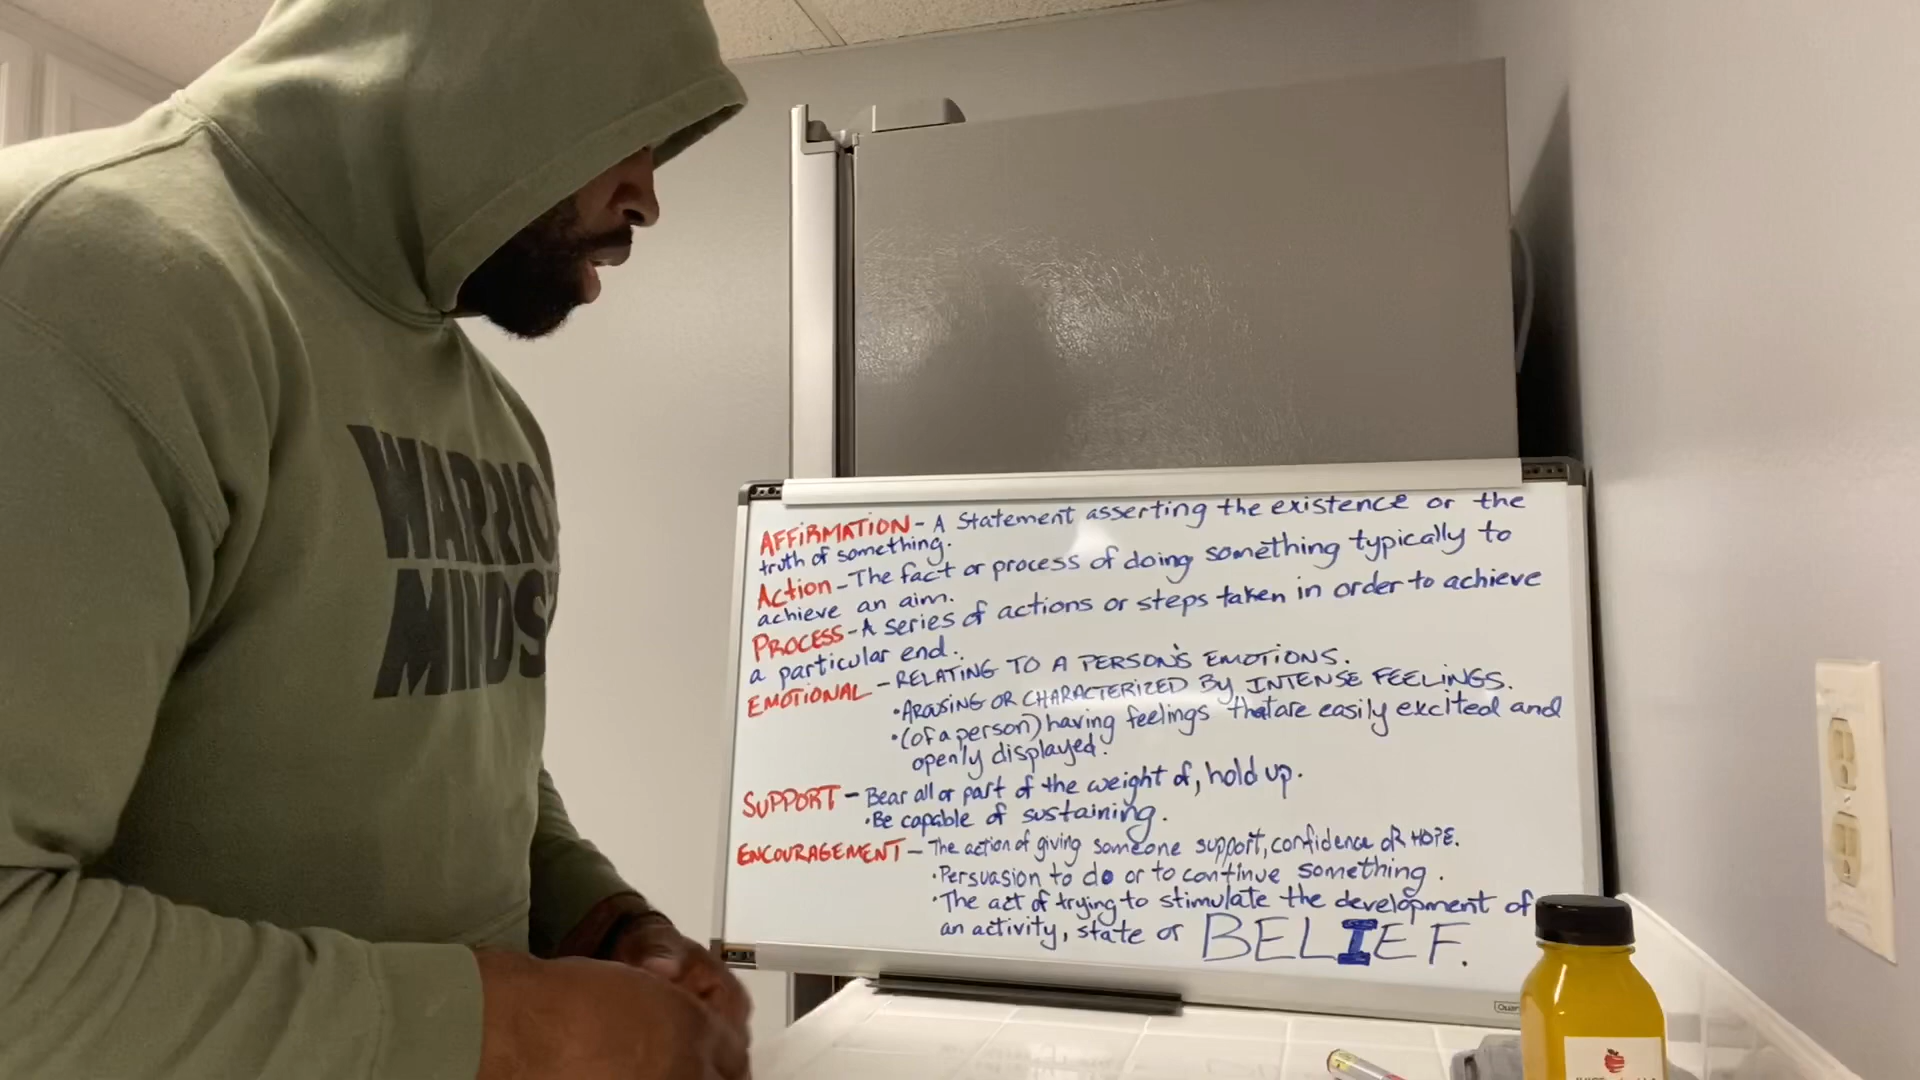 WARRIO
MINDS
AFFIRMATION - A Statement asserting the existence or the
truth of something.
Action - The fact or process of doing something typically to
achieve an aim.
PROCESS - A series of actions or steps taken in order to achieve
a particular end.
EMOTIONAL - RELATING TO A PERSON'S EMOTIONS.
• AROUSING OR CHARACTERIZED BY INTENSE FEELINGS.
• (of a person) having feelings that are easily excited and
openly displayed.
SUPPORT - Bear all or part of the weight of, hold up.
• Be capable of sustaining.
ENCOURAGEMENT - The action of giving someone support, confidence OR HOPE.
• Persuasion to do or to continue something.
• The act of trying to stimulate the development of
an activity, state or BELIEF.